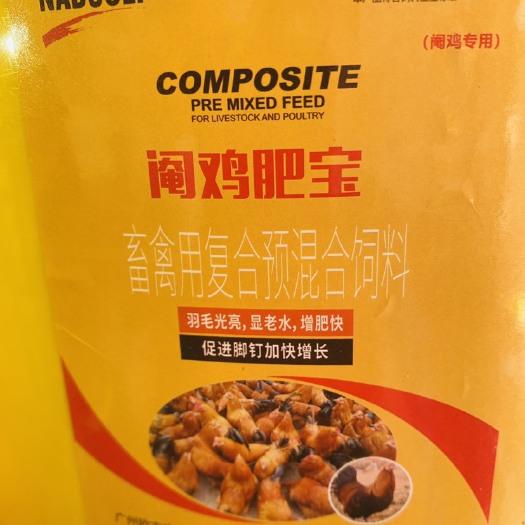 （阉鸡专用）
COMPOSITE
PRE MIXED FEED
FOR LIVESTOCK AND POULTRY
阉鸡肥宝
畜禽用复合预混合饲料
羽毛光亮,显老水,增肥快
促进脚钉加快增长